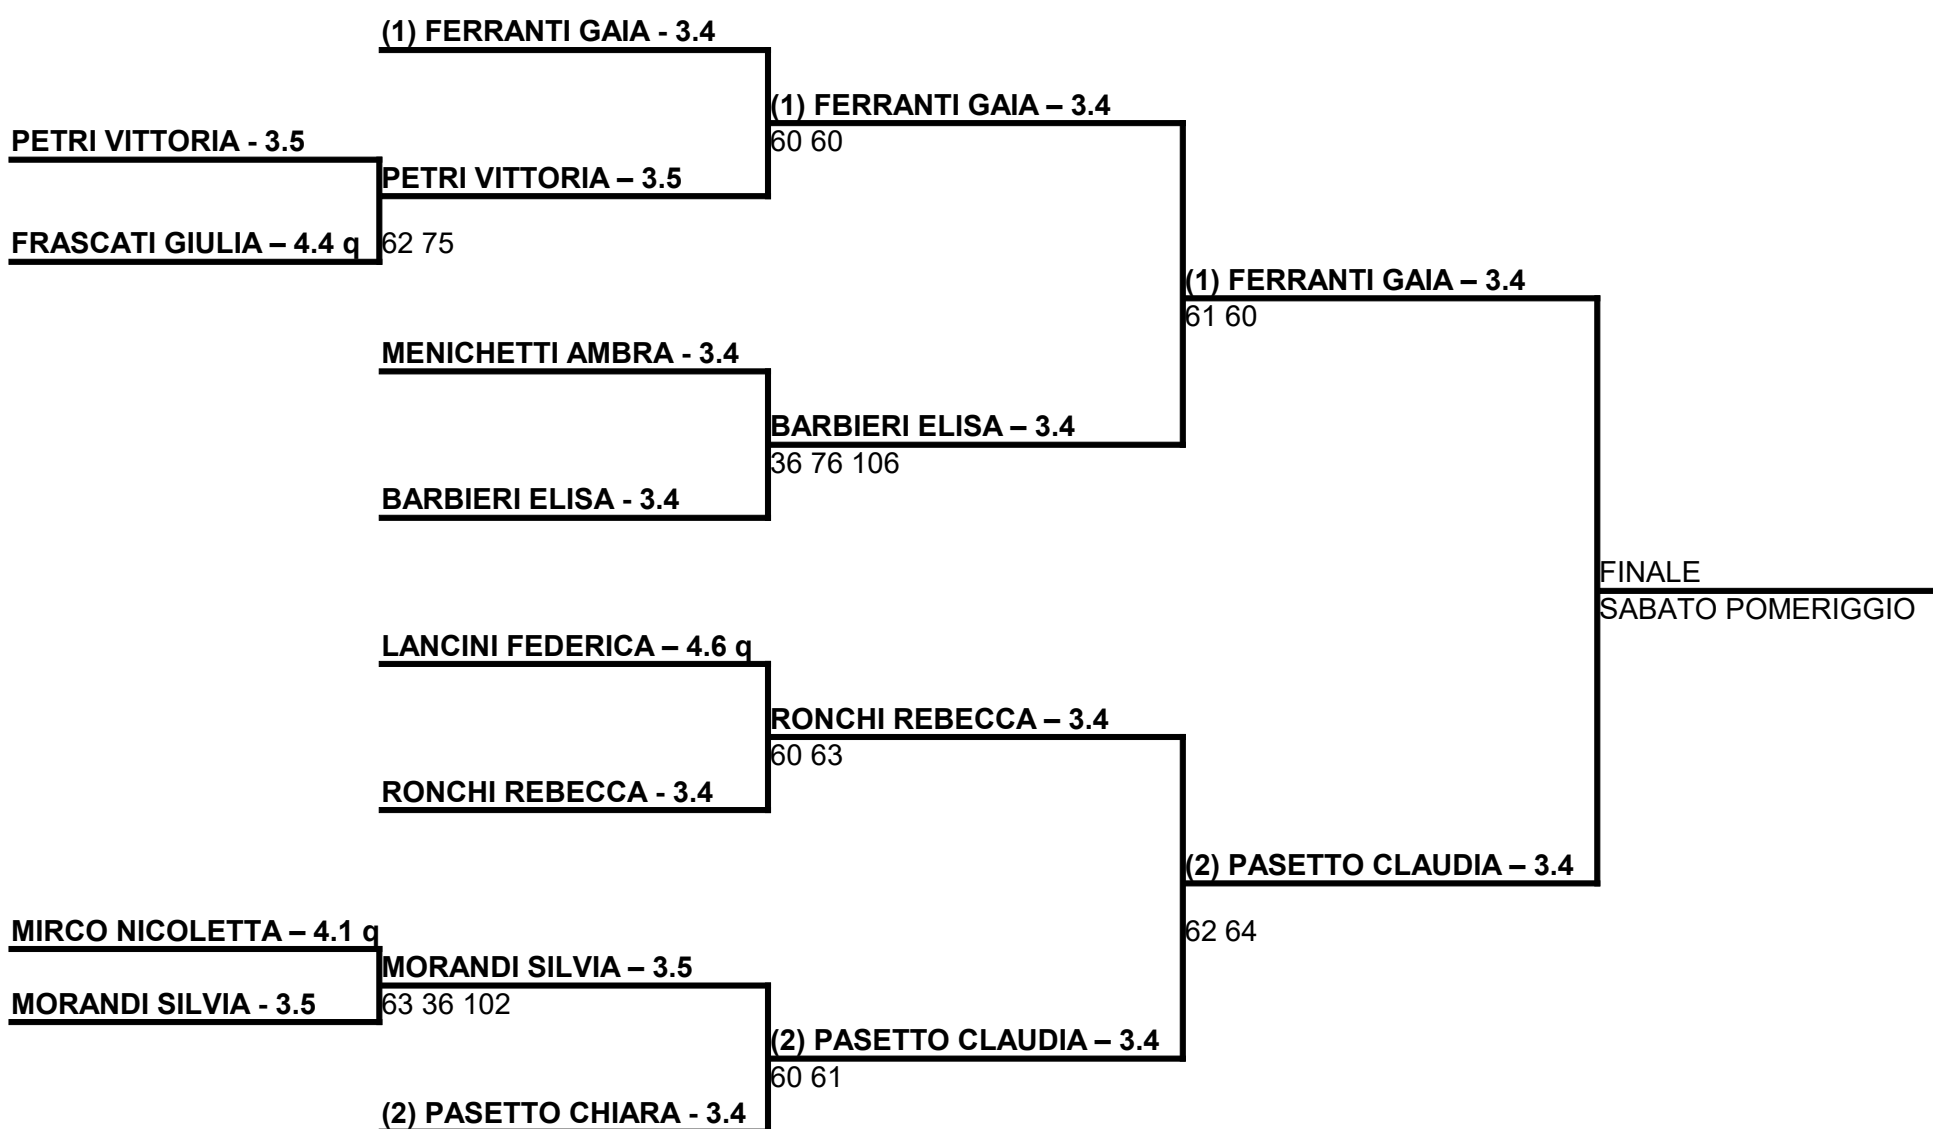 (1) FERRANTI GAIA - 3.4
(1) FERRANTI GAIA – 3.4
PETRI VITTORIA - 3.5
60 60
PETRI VITTORIA – 3.5
FRASCATI GIULIA – 4.4 q
62 75
(1) FERRANTI GAIA – 3.4
61 60
MENICHETTI AMBRA - 3.4
BARBIERI ELISA – 3.4
36 76 106
BARBIERI ELISA - 3.4
FINALE
SABATO POMERIGGIO
LANCINI FEDERICA – 4.6 q
RONCHI REBECCA – 3.4
60 63
RONCHI REBECCA - 3.4
(2) PASETTO CLAUDIA – 3.4
MIRCO NICOLETTA – 4.1 q
62 64
MORANDI SILVIA – 3.5
MORANDI SILVIA - 3.5
63 36 102
(2) PASETTO CLAUDIA – 3.4
60 61
(2) PASETTO CHIARA - 3.4